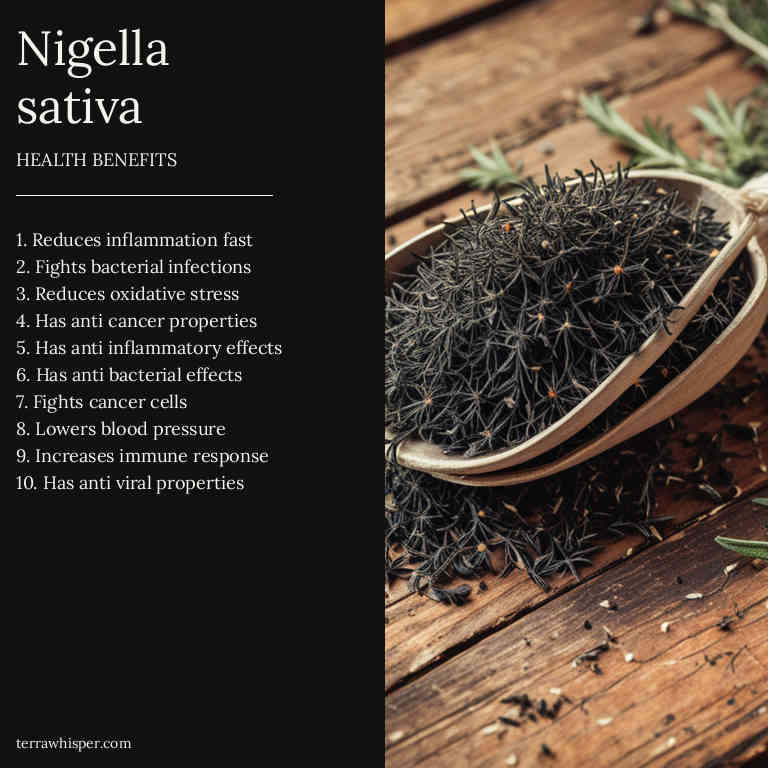 Nigella
sativa
HEALTH BENEFITS
1. Reduces inflammation fast
2. Fights bacterial infections
3. Reduces oxidative stress
4. Has anti cancer properties
5. Has anti inflammatory effects
6. Has anti bacterial effects
7. Fights cancer cells
8. Lowers blood pressure
9. Increases immune response
10. Has anti viral properties
terrawhisper.com